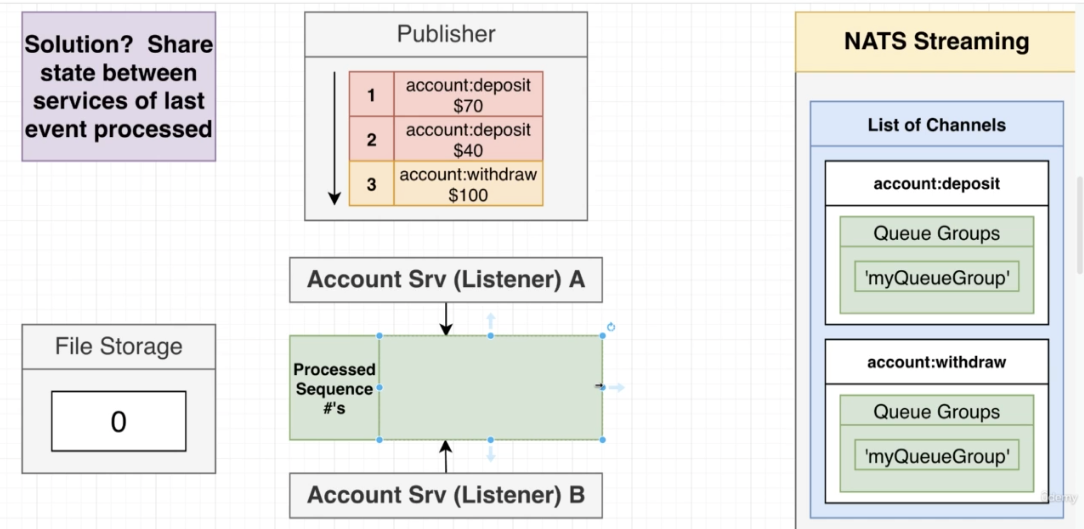 Solution? Share
state between
services of last
event processed
Publisher
1
account:deposit
$70
2
account:deposit
$40
3
account:withdraw
$100
NATS Streaming
List of Channels
account:deposit
Queue Groups
'myQueueGroup'
account:withdraw
Queue Groups
'myQueueGroup'
Account Srv (Listener) A
File Storage
0
Processed
Sequence
#'s
Account Srv (Listener) B